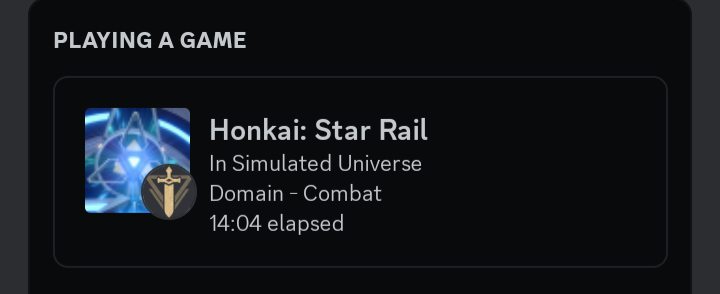 PLAYING A GAME
Honkai: Star Rail
In Simulated Universe
Domain - Combat
14:04 elapsed